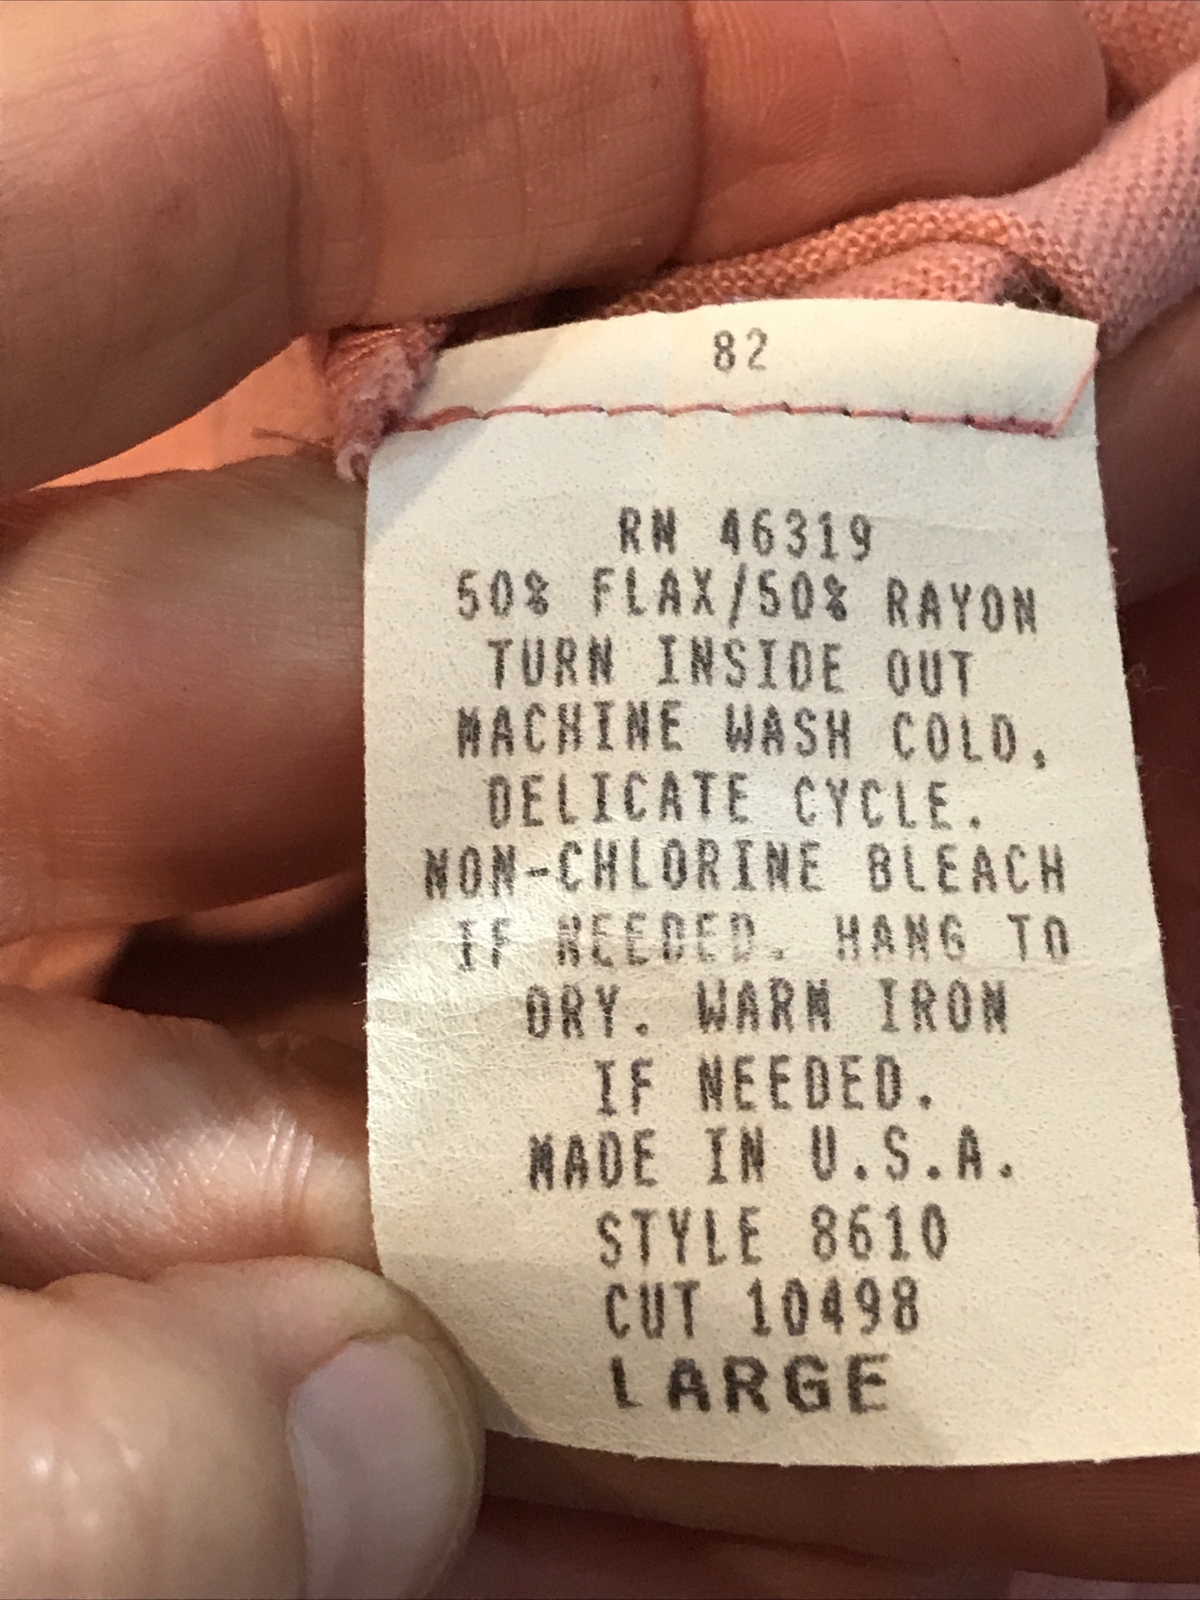 82
RN 46319
50% FLAX/50% RAYON
TURN INSIDE OUT
MACHINE WASH COLD,
DELICATE CYCLE.
NON-CHLORINE BLEACH
IF NEEDED. HANG TO
DRY. WARM IRON
IF NEEDED.
MADE IN U.S.A.
STYLE 8610
CUT 10498
LARGE